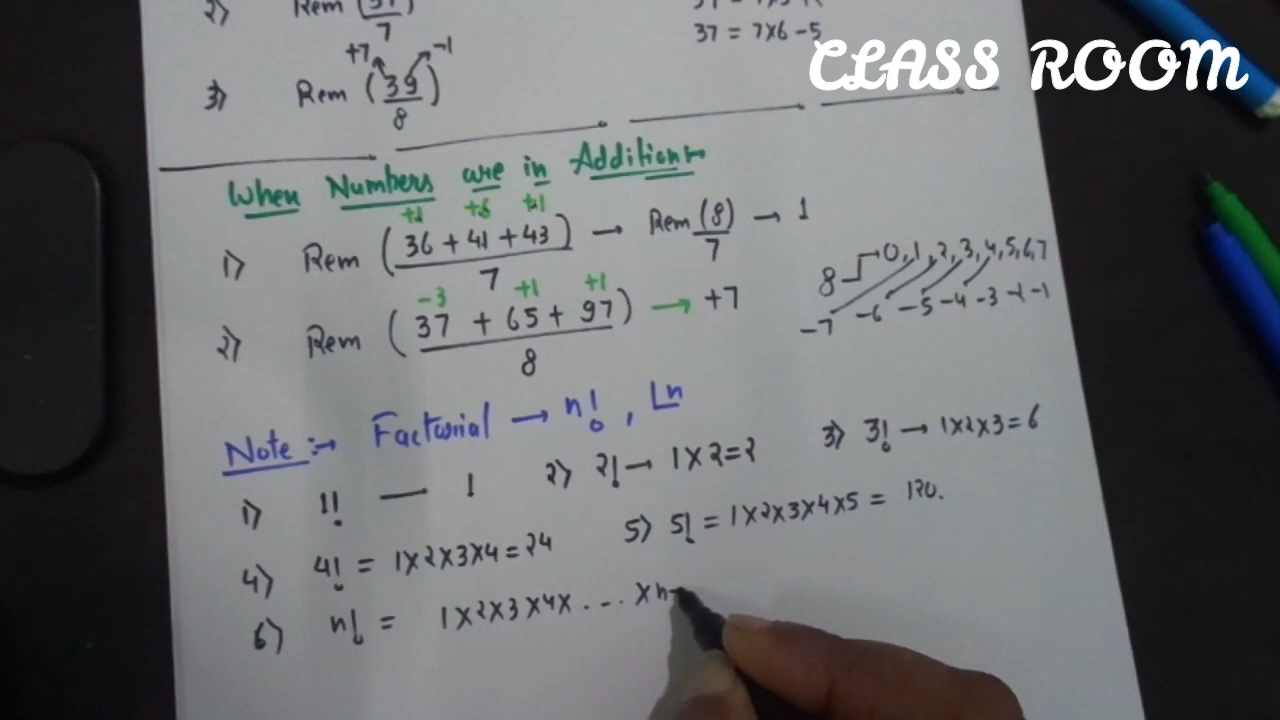 2) Rem (37)/7
37 = 7x6 -5
CLASS ROOM
+7 -1
3) Rem (39/8)
When Numbers are in Addition
+1 +6 +1
1) Rem (36 + 41 + 43 / 7) → Rem (8)/7 → 1
8 → 0, 1, 2, 3, 4, 5, 6, 7
-7 -6 -5 -4 -3 -2 -1
-3 +1 +1
2) Rem (37 + 65 + 97 / 8) → +7
Note :→ Factorial → n! , Ln
1) 1! — 1 2) 2! → 1x2=2 3) 3! → 1x2x3=6
4) 4! = 1x2x3x4=24 5) 5! = 1x2x3x4x5 = 120.
6) n! = 1x2x3x4x . . . . xn-